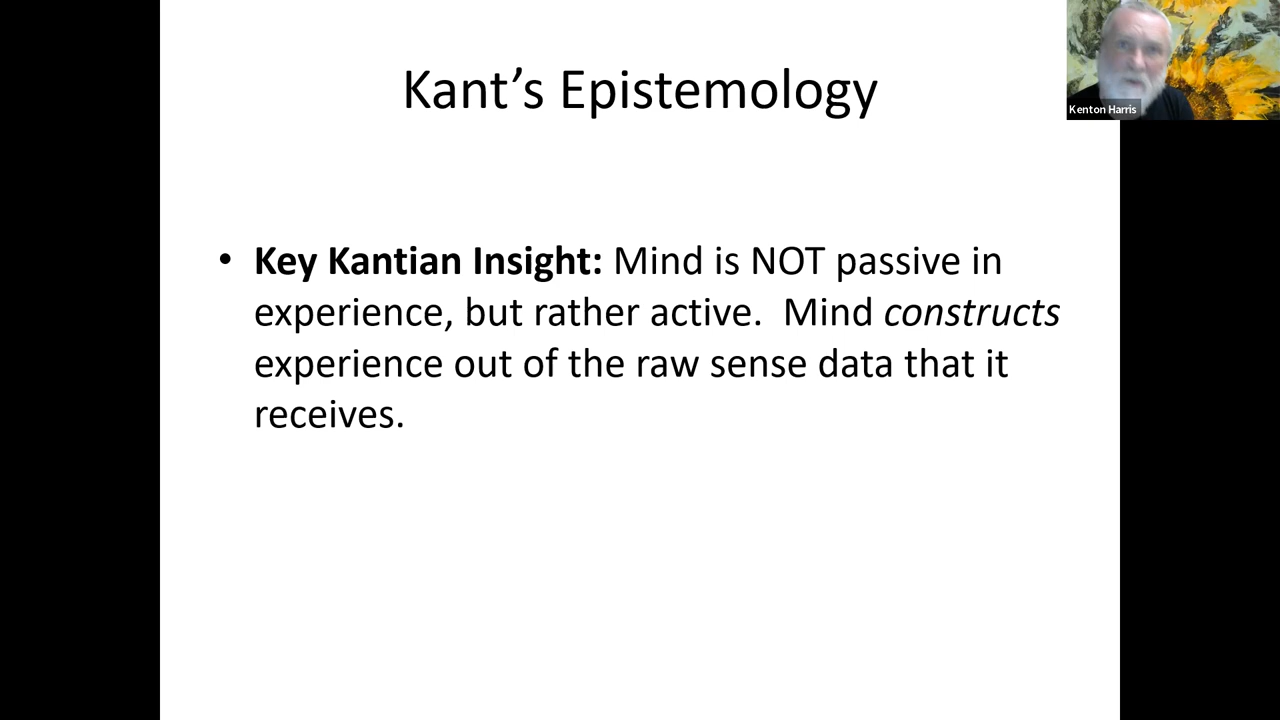 Kant’s Epistemology
Kenton Harris
• Key Kantian Insight: Mind is NOT passive in
experience, but rather active.  Mind constructs
experience out of the raw sense data that it
receives.